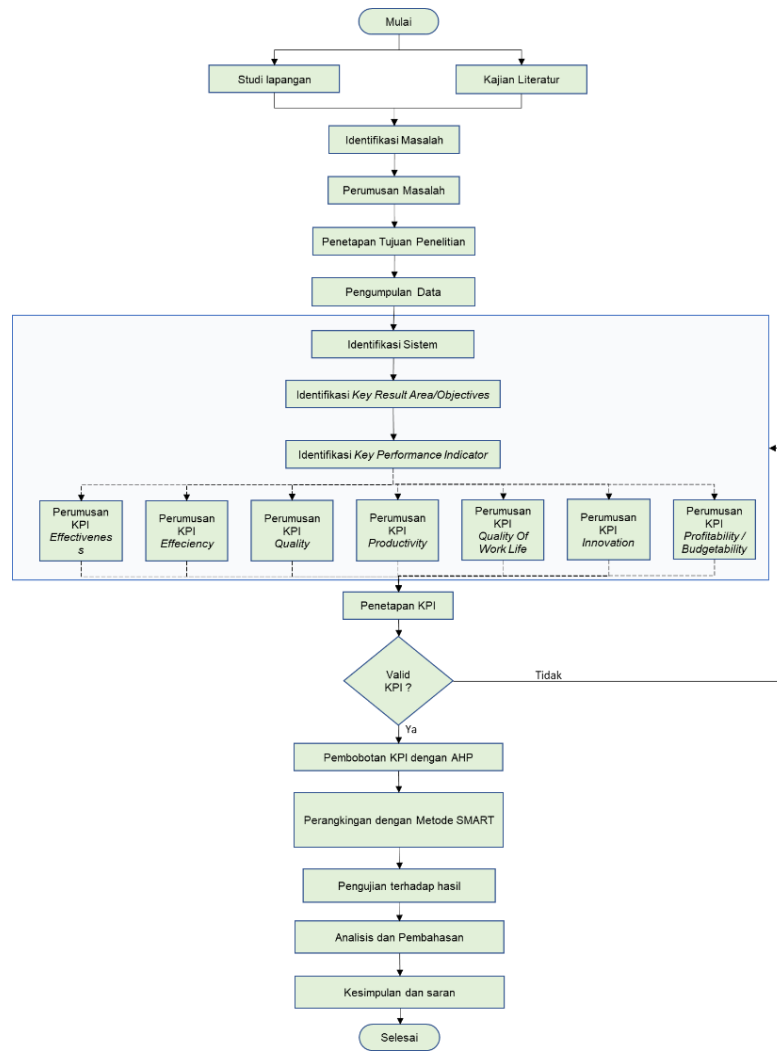 Mulai
Studi lapangan
Kajian Literatur
Identifikasi Masalah
Perumusan Masalah
Penetapan Tujuan Penelitian
Pengumpulan Data
Identifikasi Sistem
Identifikasi Key Result Area/Objectives
Identifikasi Key Performance Indicator
Perumusan
KPI
Effectivenes
s
Perumusan
KPI
Effeciency
Perumusan
KPI
Quality
Perumusan
KPI
Productivity
Perumusan
KPI
Quality Of
Work Life
Perumusan
KPI
Innovation
Perumusan
KPI
Profitability /
Budgetability
Penetapan KPI
Valid
KPI ?
Tidak
Ya
Pembobotan KPI dengan AHP
Perangkingan dengan Metode SMART
Pengujian terhadap hasil
Analisis dan Pembahasan
Kesimpulan dan saran
Selesai